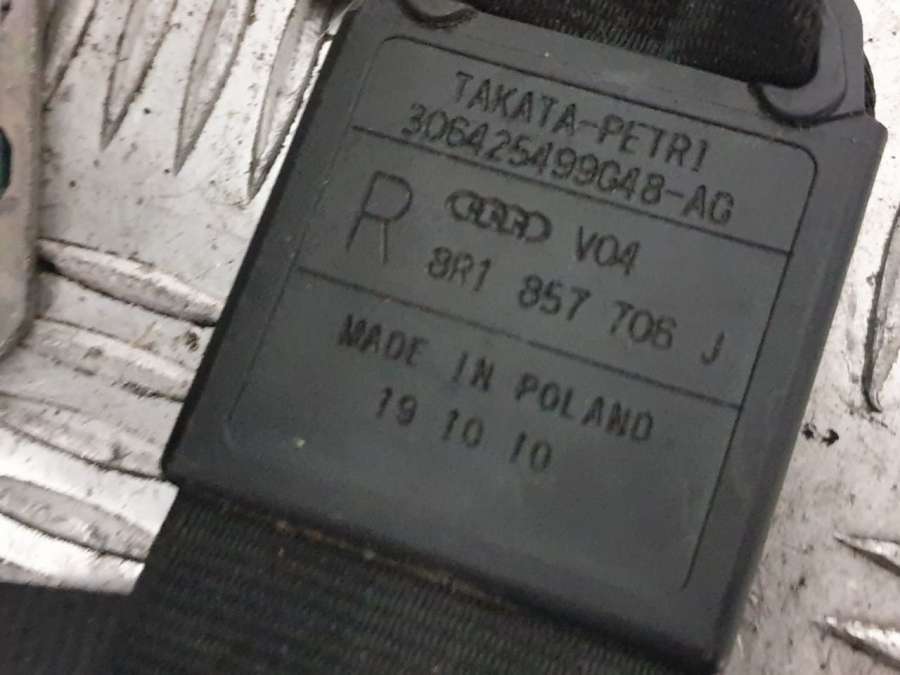 TAKATA-PETRI
306425499G48-AG
R V04
8R1 857 706 J
MADE IN POLAND
19 10 10